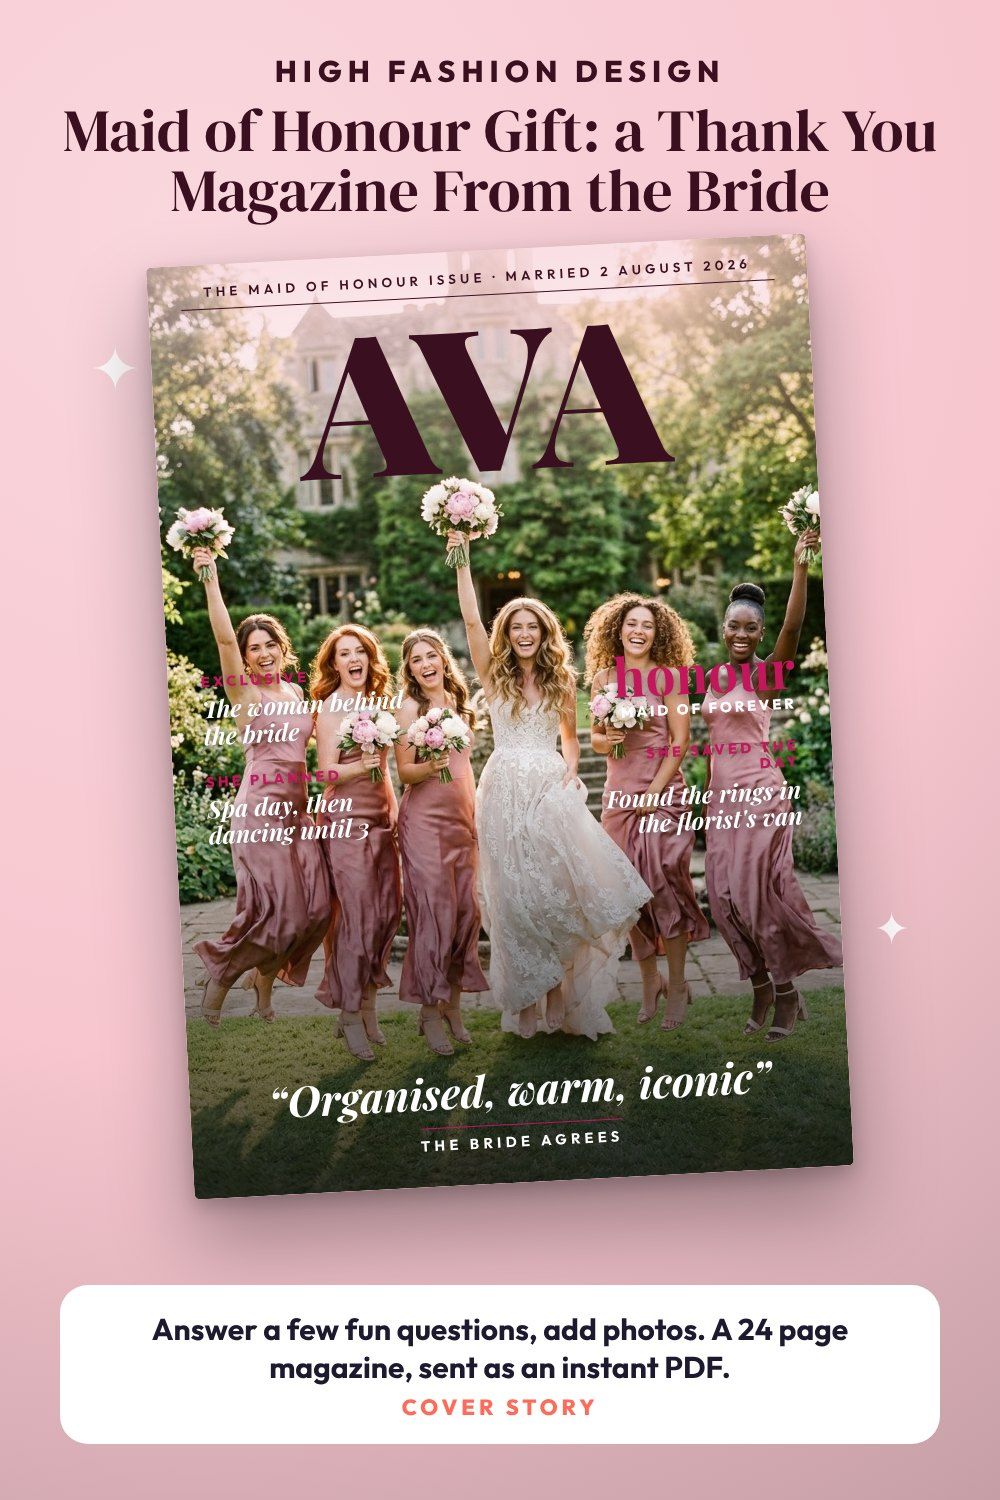 HIGH FASHION DESIGN
Maid of Honour Gift: a Thank You
Magazine From the Bride
THE MAID OF HONOUR ISSUE · MARRIED 2 AUGUST 2026
AVA
EXCLUSIVE
The woman behind
the bride
SHE PLANNED
Spa day, then
dancing until 3
honour
MAID OF FOREVER
SHE SAVED THE
DAY
Found the rings in
the florist's van
“Organised, warm, iconic”
THE BRIDE AGREES
Answer a few fun questions, add photos. A 24 page
magazine, sent as an instant PDF.
COVER STORY